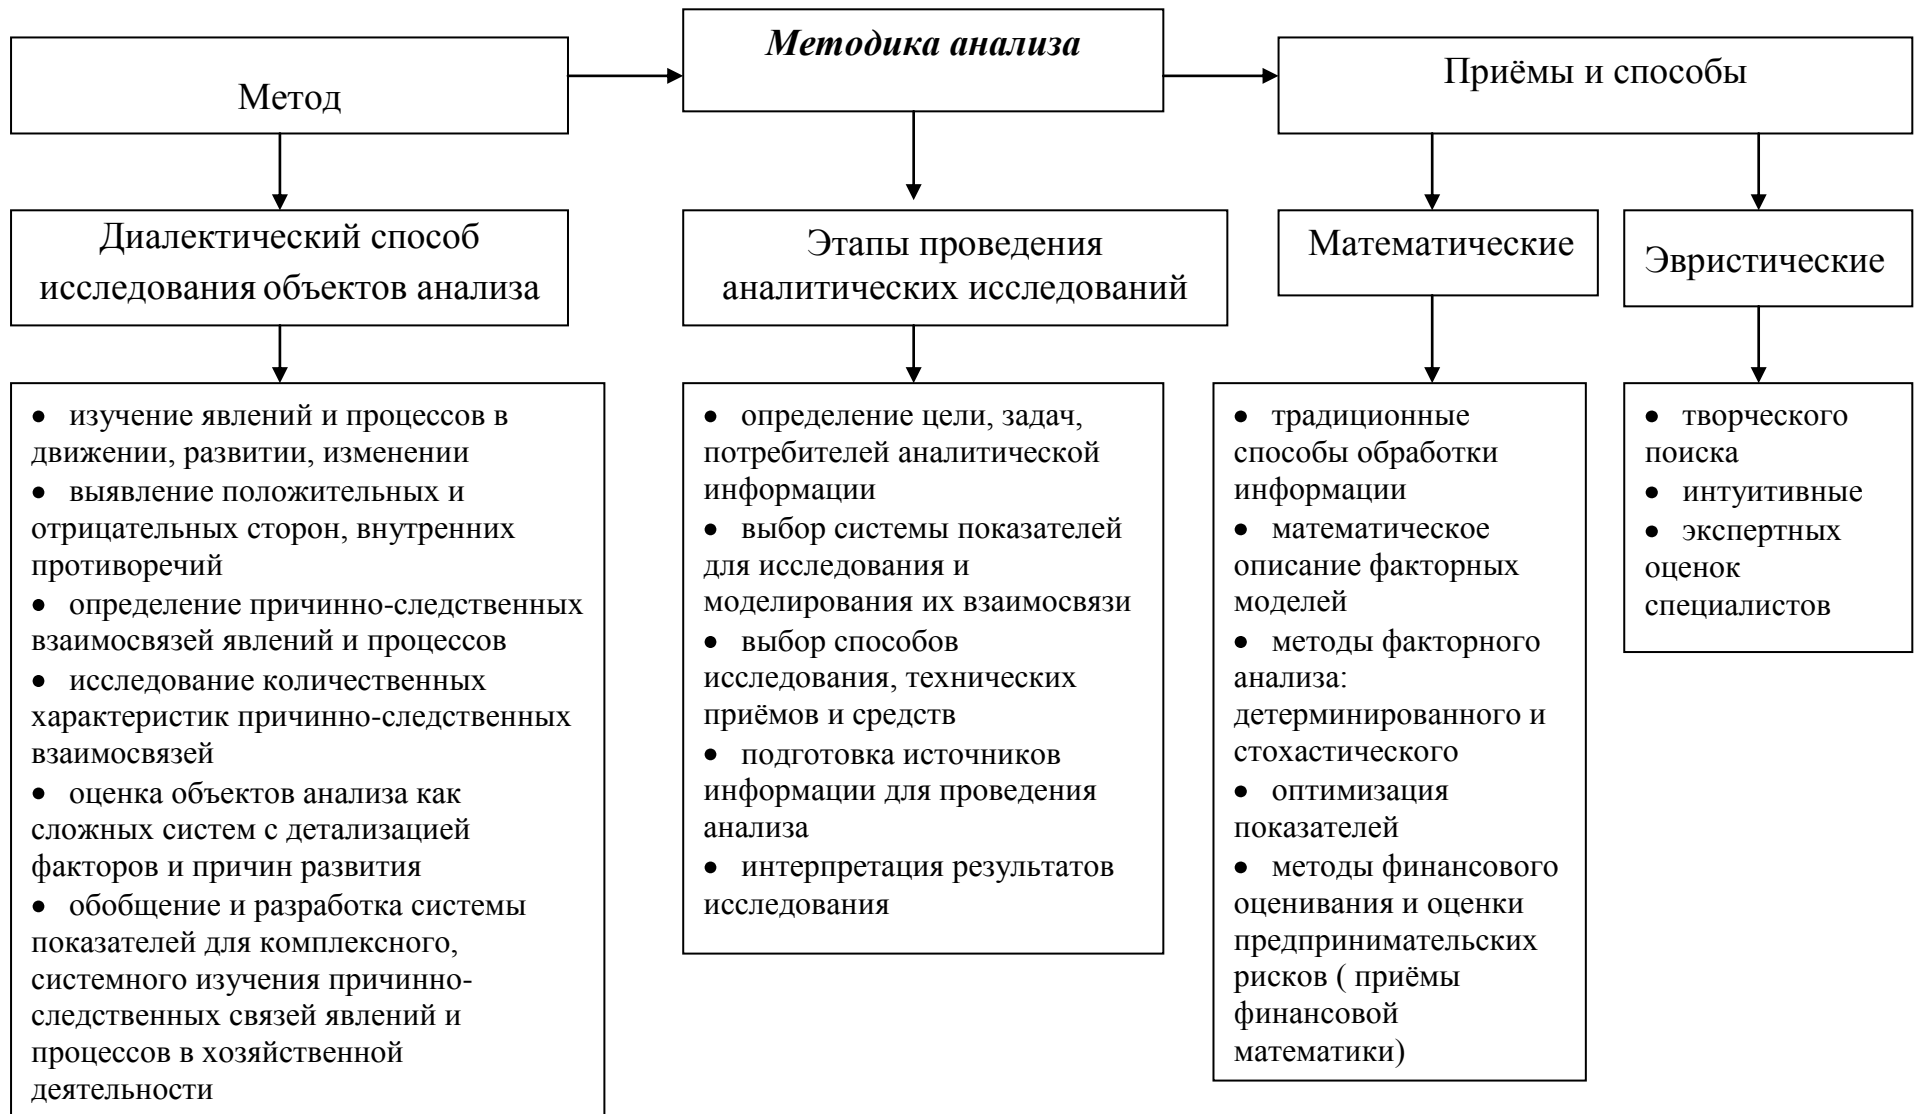 Метод
Методика анализа
Приёмы и способы
Диалектический способ
исследования объектов анализа
Этапы проведения
аналитических исследований
Математические
Эвристические
• изучение явлений и процессов в
движении, развитии, изменении
• выявление положительных и
отрицательных сторон, внутренних
противоречий
• определение причинно-следственных
взаимосвязей явлений и процессов
• исследование количественных
характеристик причинно-следственных
взаимосвязей
• оценка объектов анализа как
сложных систем с детализацией
факторов и причин развития
• обобщение и разработка системы
показателей для комплексного,
системного изучения причинно-
следственных связей явлений и
процессов в хозяйственной
деятельности
• определение цели, задач,
потребителей аналитической
информации
• выбор системы показателей
для исследования и
моделирования их взаимосвязи
• выбор способов
исследования, технических
приёмов и средств
• подготовка источников
информации для проведения
анализа
• интерпретация результатов
исследования
• традиционные
способы обработки
информации
• математическое
описание факторных
моделей
• методы факторного
анализа:
детерминированного и
стохастического
• оптимизация
показателей
• методы финансового
оценивания и оценки
предпринимательских
рисков ( приёмы
финансовой
математики)
• творческого
поиска
• интуитивные
• экспертных
оценок
специалистов